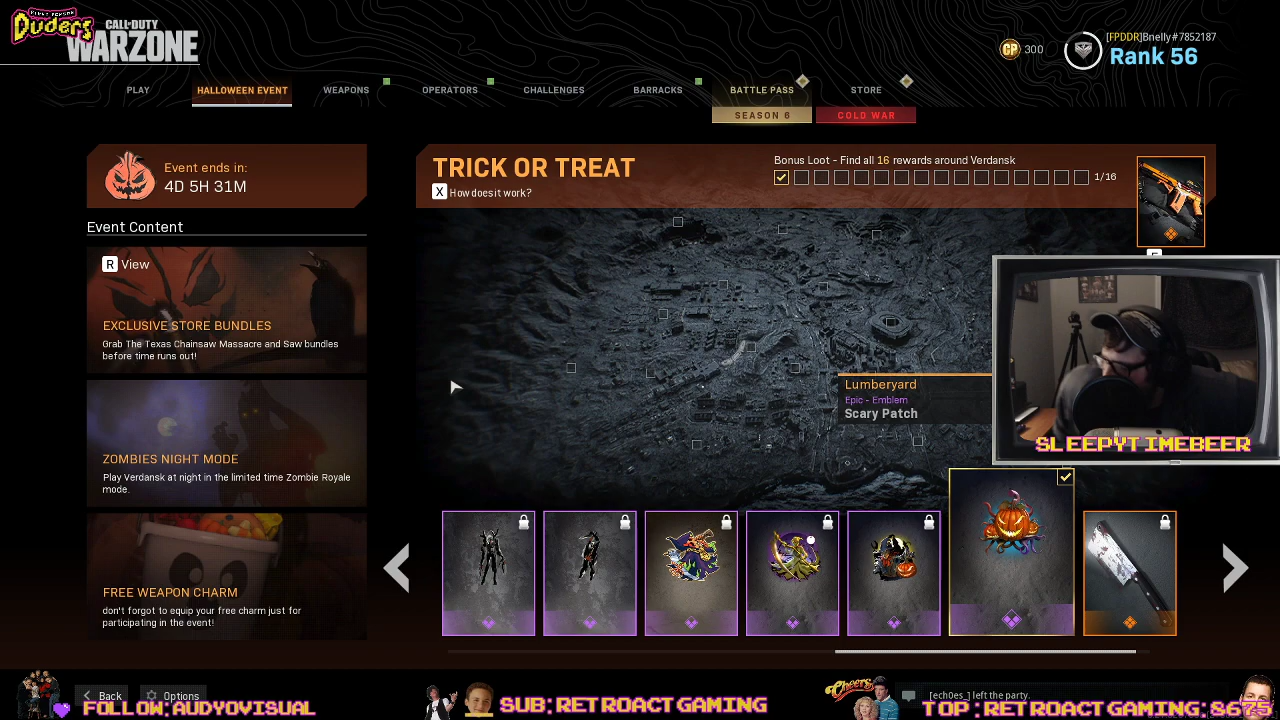 Duders
CALL OF DUTY
WARZONE
300
[FPDDR]Bnelly#7852187
Rank 56
PLAY
HALLOWEEN EVENT
WEAPONS
OPERATORS
CHALLENGES
BARRACKS
BATTLE PASS
STORE
SEASON 6
COLD WAR
Event ends in:
4D 5H 31M
TRICK OR TREAT
X How does it work?
Bonus Loot - Find all 16 rewards around Verdansk
1/16
Event Content
R View
EXCLUSIVE STORE BUNDLES
Grab The Texas Chainsaw Massacre and Saw bundles
before time runs out!
ZOMBIES NIGHT MODE
Play Verdansk at night in the limited time Zombie Royale
mode.
FREE WEAPON CHARM
don't forgot to equip your free charm just for
participating in the event!
Lumberyard
Epic - Emblem
Scary Patch
SLEEPYTIMEBEER
Back
Options
[ech0es_] left the party.
FOLLOW:AUDYOVISUAL
SUB:RETROACT GAMING
Cheers
TOP :RETROACT GAMING, 8675